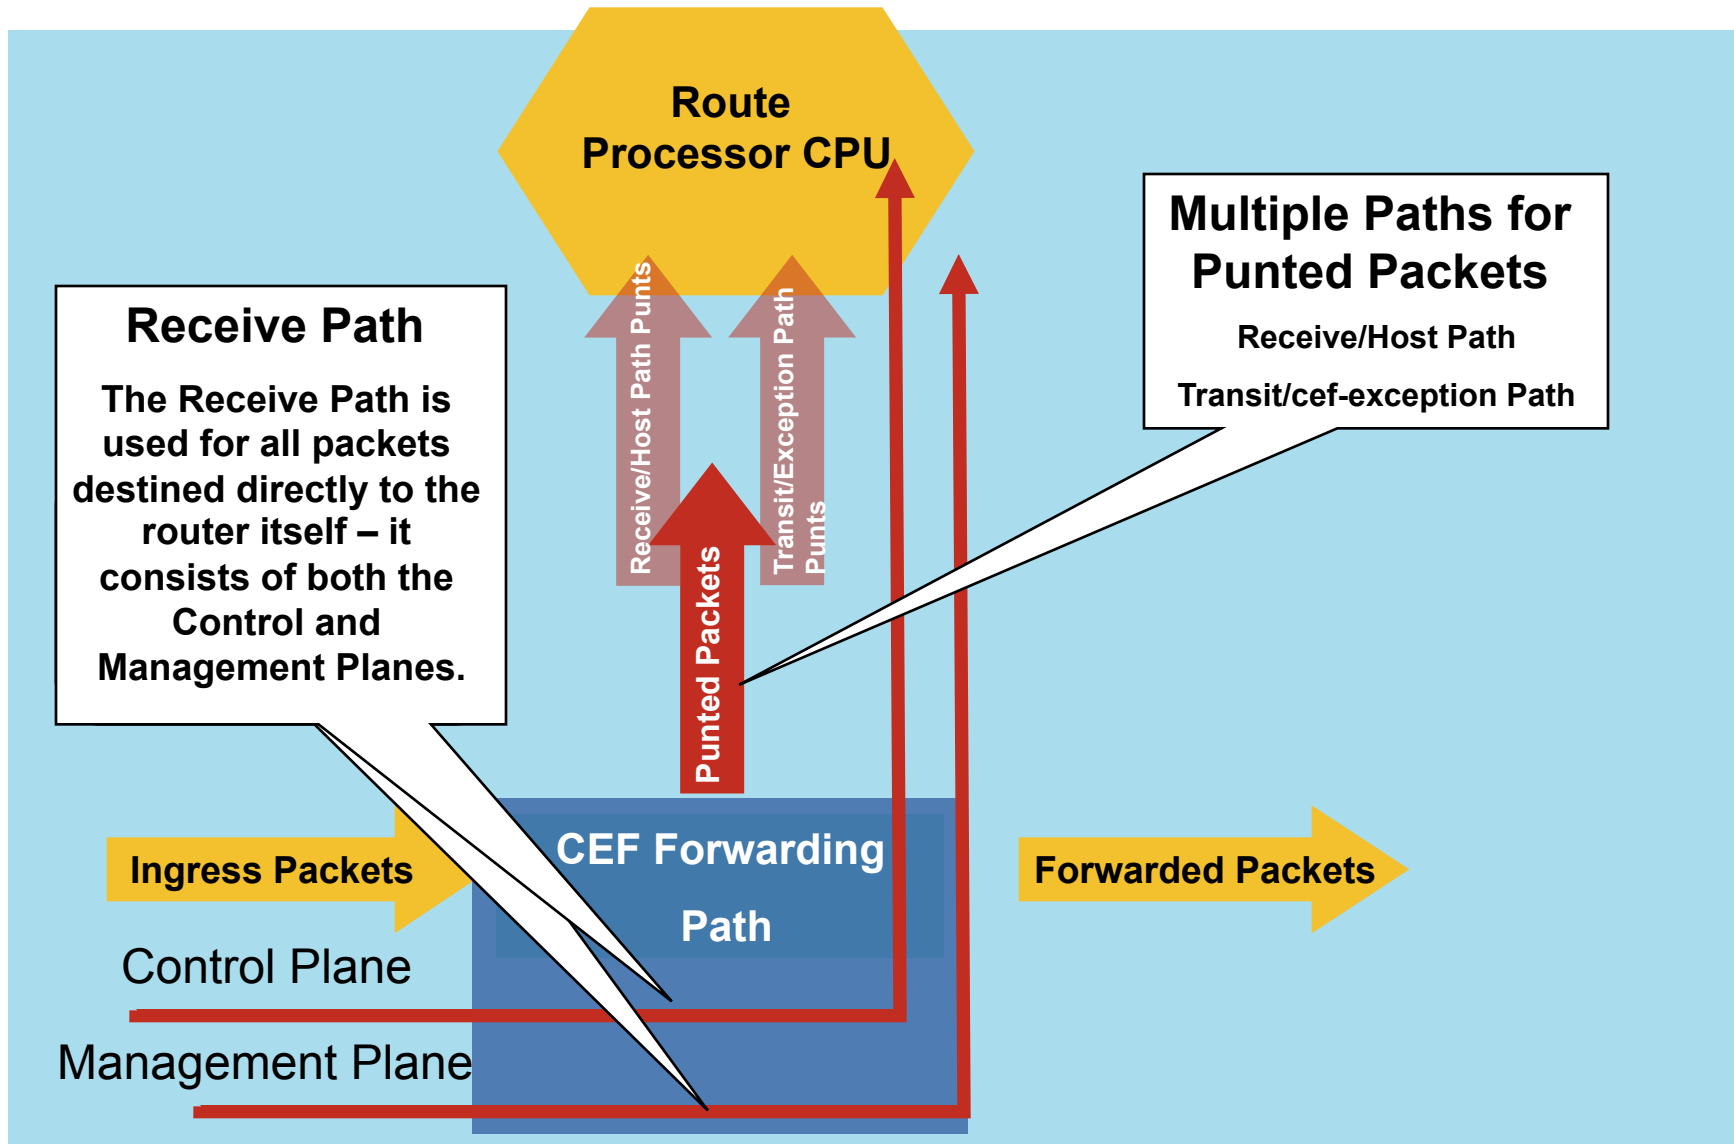 Route
Processor CPU
Multiple Paths for
Punted Packets
Receive/Host Path
Transit/cef-exception Path
Receive Path
The Receive Path is
used for all packets
destined directly to the
router itself – it
consists of both the
Control and
Management Planes.
Receive/Host Path Punts
Transit/Exception Path
Punts
Punted Packets
Ingress Packets
CEF Forwarding
Path
Forwarded Packets
Control Plane
Management Plane